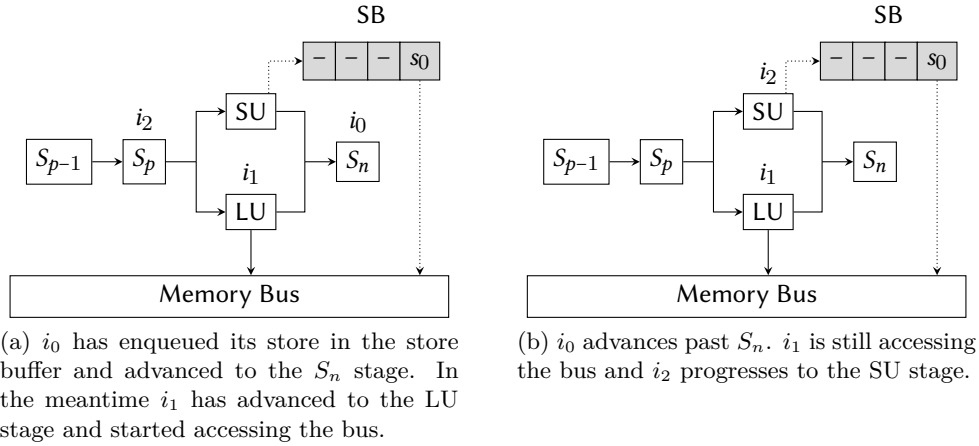 SB
– – – s₀
i₂ SU i₀
Sₚ₋₁ Sₚ i₁ Sₙ
LU
Memory Bus
(a) i₀ has enqueued its store in the store
buffer and advanced to the Sₙ stage. In
the meantime i₁ has advanced to the LU
stage and started accessing the bus.
SB
– – – s₀
i₂
SU
Sₚ₋₁ Sₚ i₁ Sₙ
LU
Memory Bus
(b) i₀ advances past Sₙ. i₁ is still accessing
the bus and i₂ progresses to the SU stage.